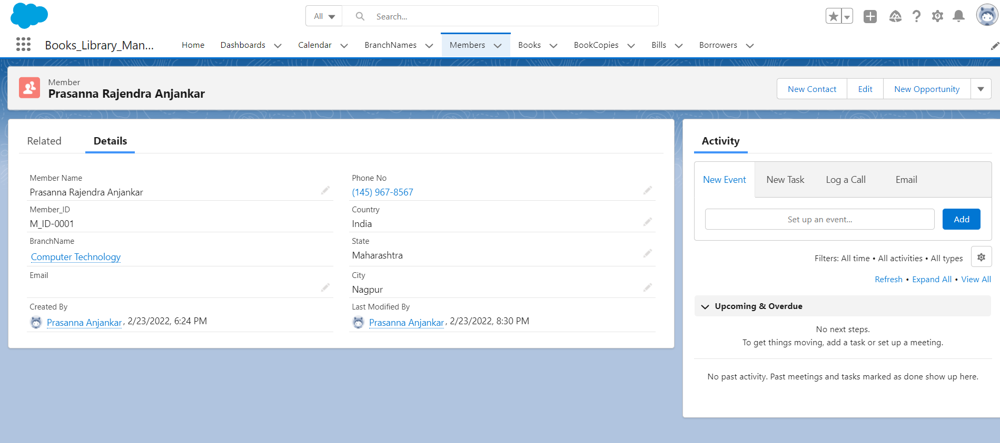 All Search...
Books_Library_Man... Home Dashboards Calendar BranchNames Members Books BookCopies Bills Borrowers
Member
Prasanna Rajendra Anjankar
New Contact Edit New Opportunity
Related Details
Member Name
Prasanna Rajendra Anjankar
Member_ID
M_ID-0001
BranchName
Computer Technology
Email
Created By
Prasanna Anjankar, 2/23/2022, 6:24 PM
Phone No
(145) 967-8567
Country
India
State
Maharashtra
City
Nagpur
Last Modified By
Prasanna Anjankar, 2/23/2022, 8:30 PM
Activity
New Event New Task Log a Call Email
Set up an event... Add
Filters: All time • All activities • All types
Refresh • Expand All • View All
Upcoming & Overdue
No next steps.
To get things moving, add a task or set up a meeting.
No past activity. Past meetings and tasks marked as done show up here.